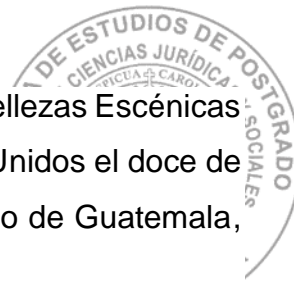 ESTUDIOS DE POSTGRADO
CIENCIAS JURÍDICAS
SOCIALES
ellezas Escénicas
Unidos el doce de
o de Guatemala,